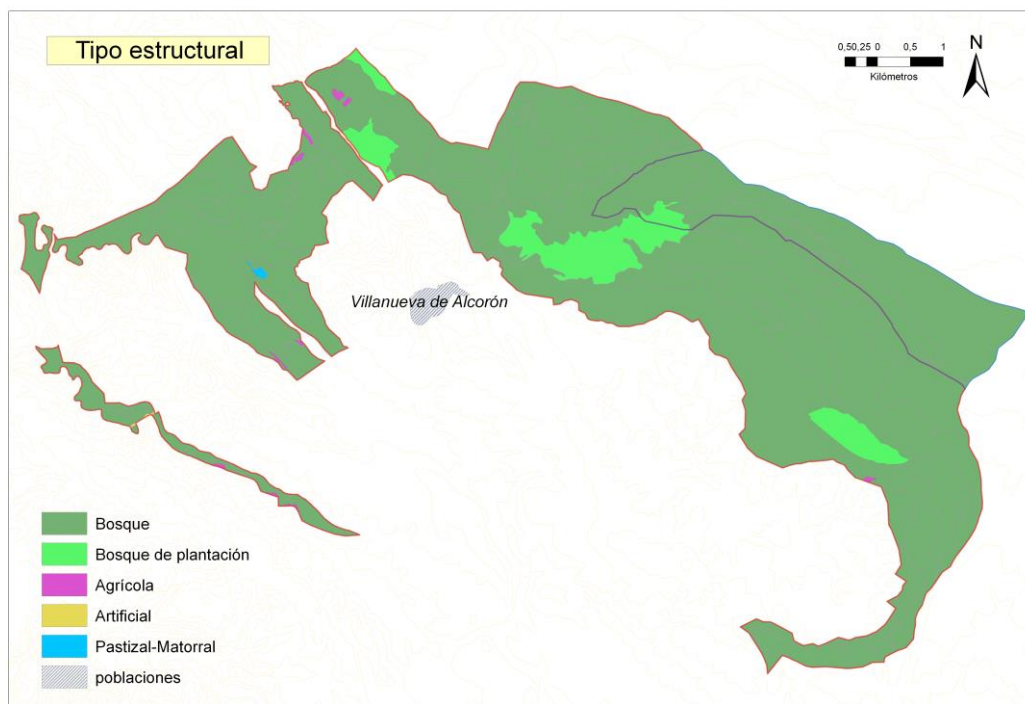 Tipo estructural
0,50,25 0 0,5 1
Kilómetros
N
Villanueva de Alcorón
Bosque
Bosque de plantación
Agrícola
Artificial
Pastizal-Matorral
poblaciones